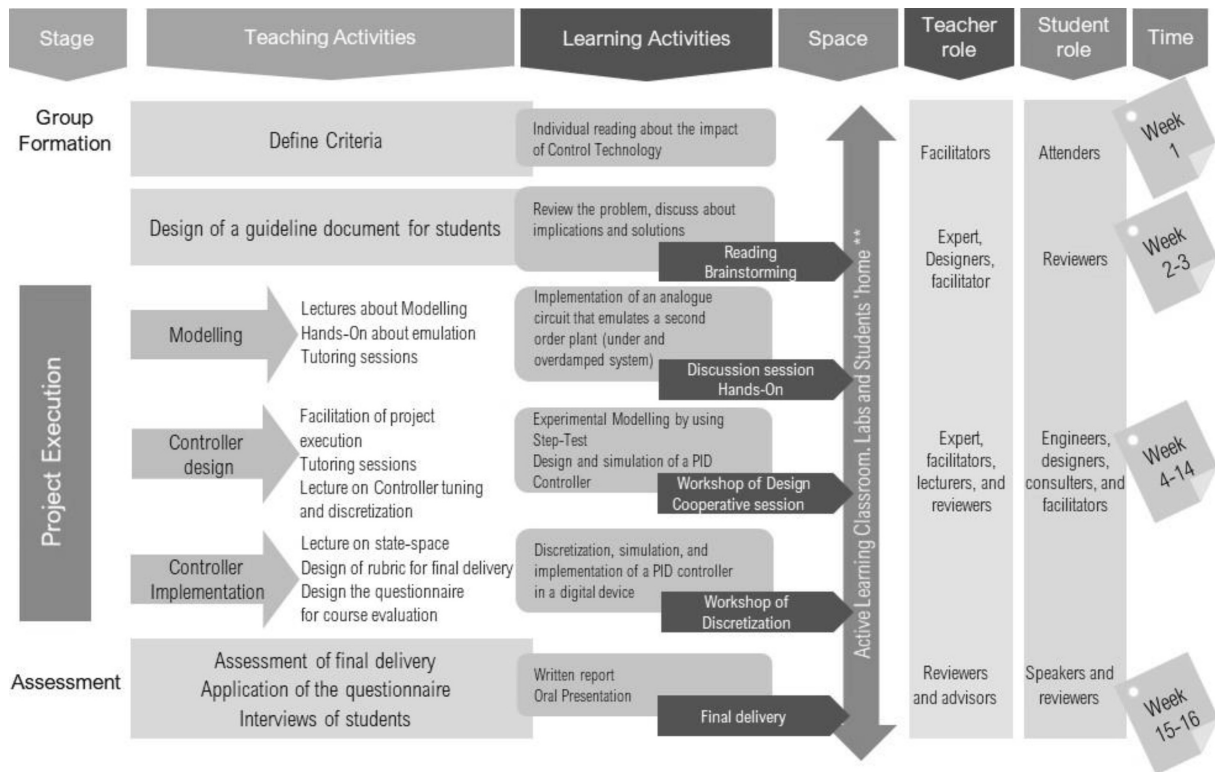 Stage
Teaching Activities
Learning Activities
Space
Teacher
role
Student
role
Time
Group
Formation
Define Criteria
Individual reading about the impact
of Control Technology
Facilitators
Attenders
Week
1
Design of a guideline document for students
Review the problem, discuss about
implications and solutions
Reading
Brainstorming
Expert,
Designers,
facilitator
Reviewers
Week
2-3
Project Execution
Modelling
Lectures about Modelling
Hands-On about emulation
Tutoring sessions
Implementation of an analogue
circuit that emulates a second
order plant (under and
overdamped system)
Discussion session
Hands-On
Controller
design
Facilitation of project
execution
Tutoring sessions
Lecture on Controller tuning
and discretization
Experimental Modelling by using
Step-Test
Design and simulation of a PID
Controller
Workshop of Design
Cooperative session
Expert,
facilitators,
lecturers, and
reviewers
Engineers,
designers,
consulters, and
facilitators
Week
4-14
Controller
Implementation
Lecture on state-space
Design of rubric for final delivery
Design the questionnaire
for course evaluation
Discretization, simulation, and
implementation of a PID controller
in a digital device
Workshop of
Discretization
Active Learning Classroom. Labs and Students 'home **
Assessment
Assessment of final delivery
Application of the questionnaire
Interviews of students
Written report
Oral Presentation
Final delivery
Reviewers
and advisors
Speakers and
reviewers
Week
15-16